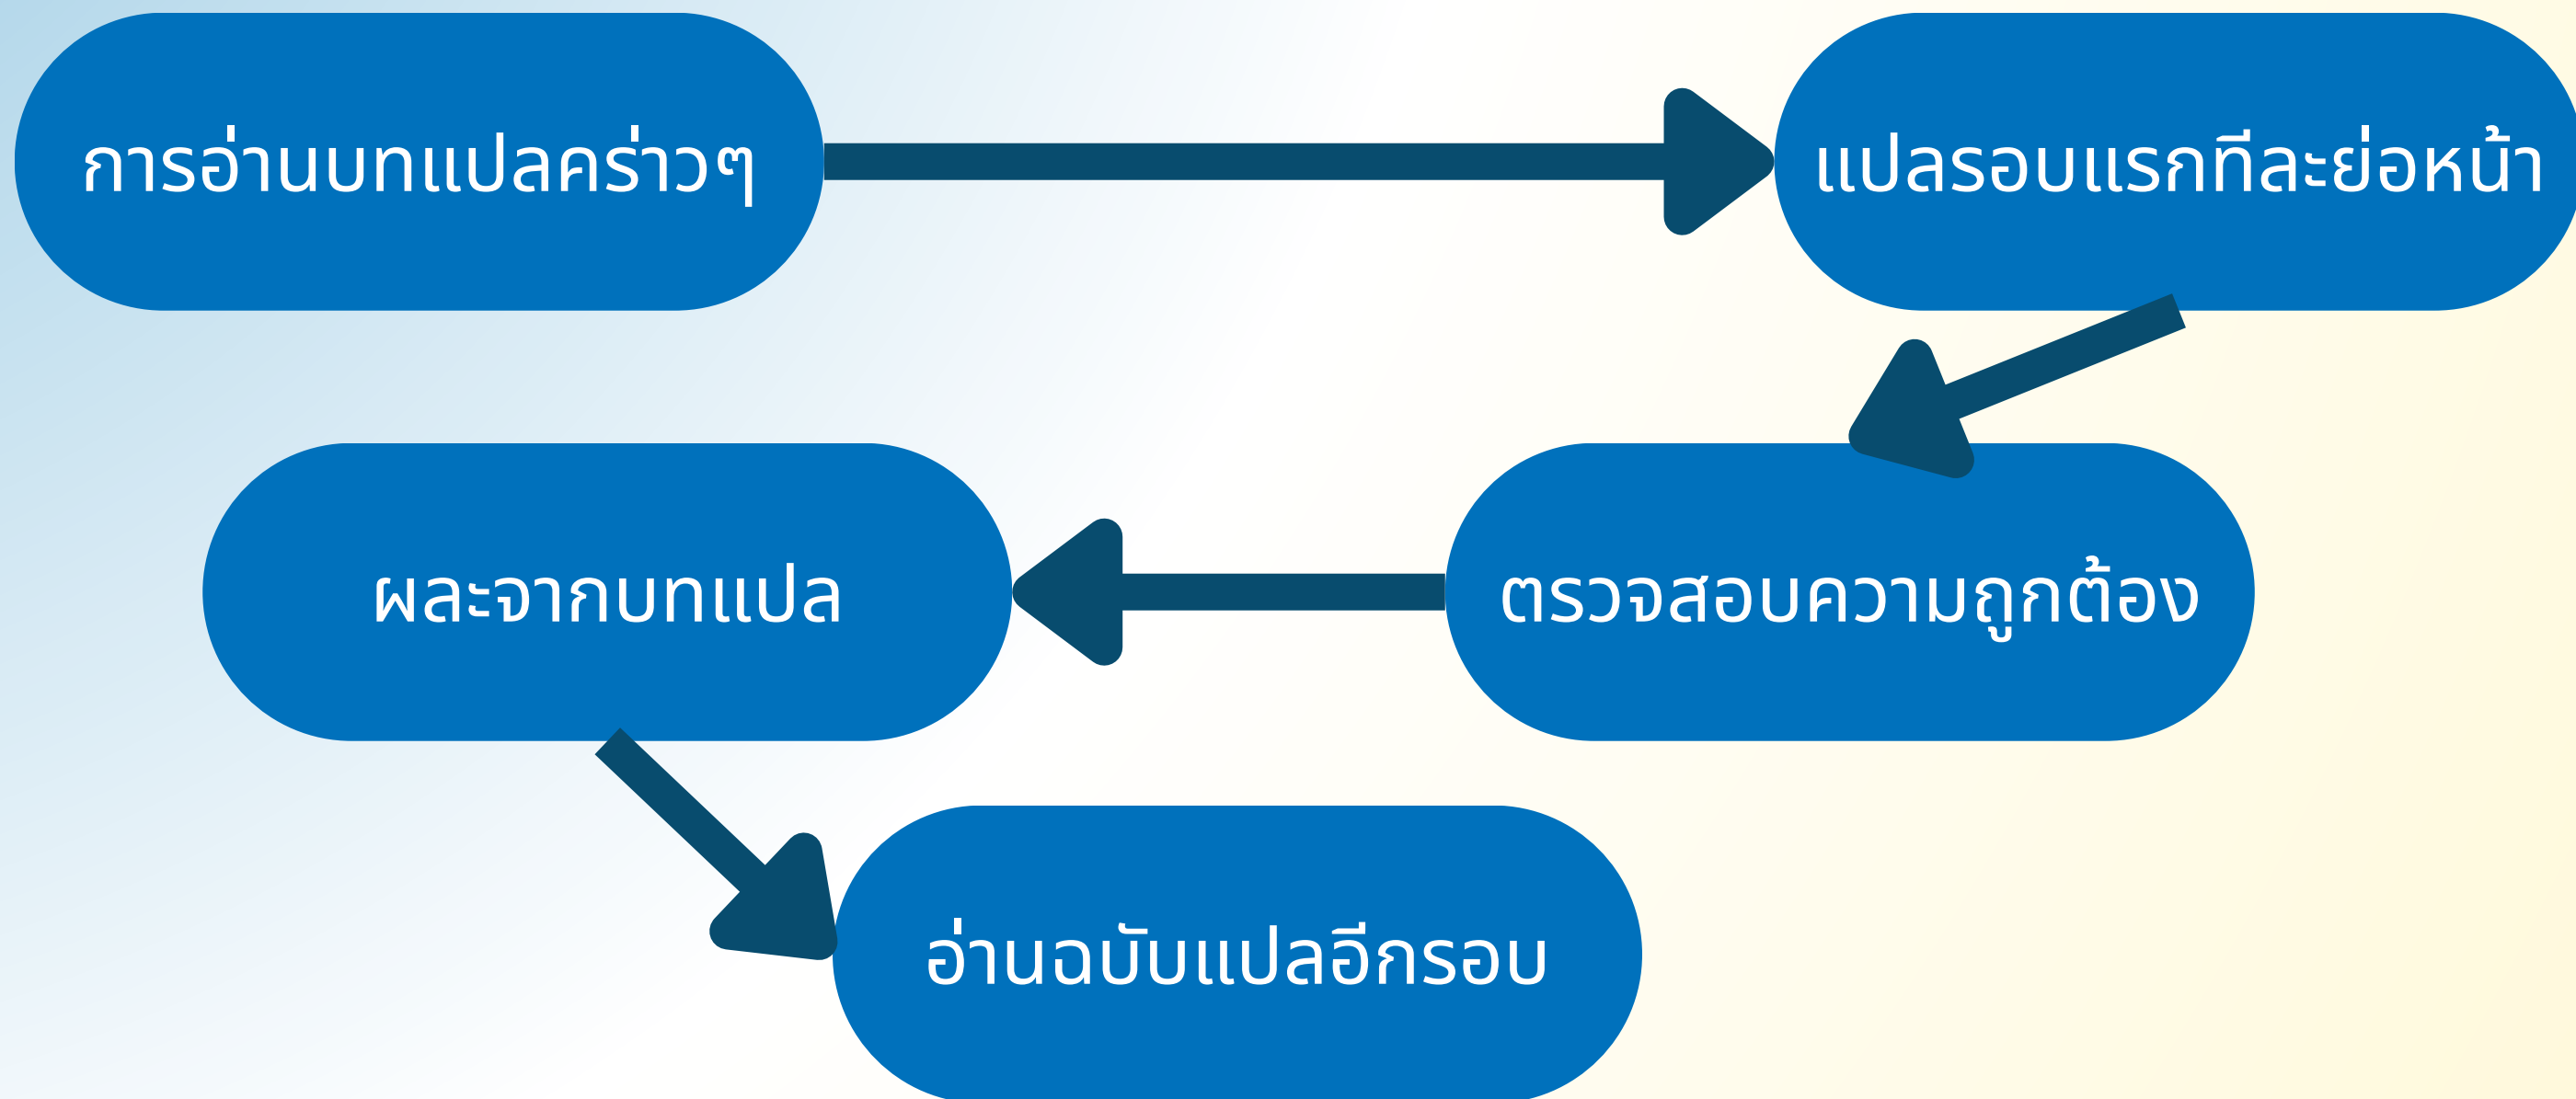 การอ่านบทแปลคร่าวๆ
แปลรอบแรกทีละย่อหน้า
ตรวจสอบความถูกต้อง
ผละจากบทแปล
อ่านฉบับแปลอีกรอบ